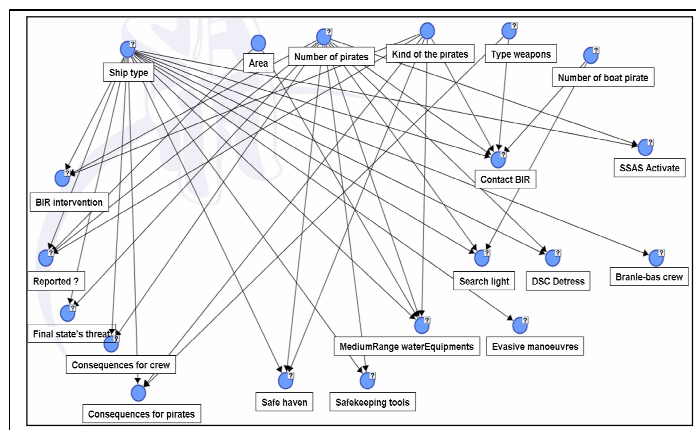 Ship type
Area
Number of pirates
Kind of the pirates
Type weapons
Number of boat pirate
BIR intervention
Contact BIR
SSAS Activate
Reported ?
Search light
DSC Detress
Branle-bas crew
Final state's threat
Consequences for crew
MediumRange waterEquipments
Evasive manoeuvres
Consequences for pirates
Safe haven
Safekeeping tools